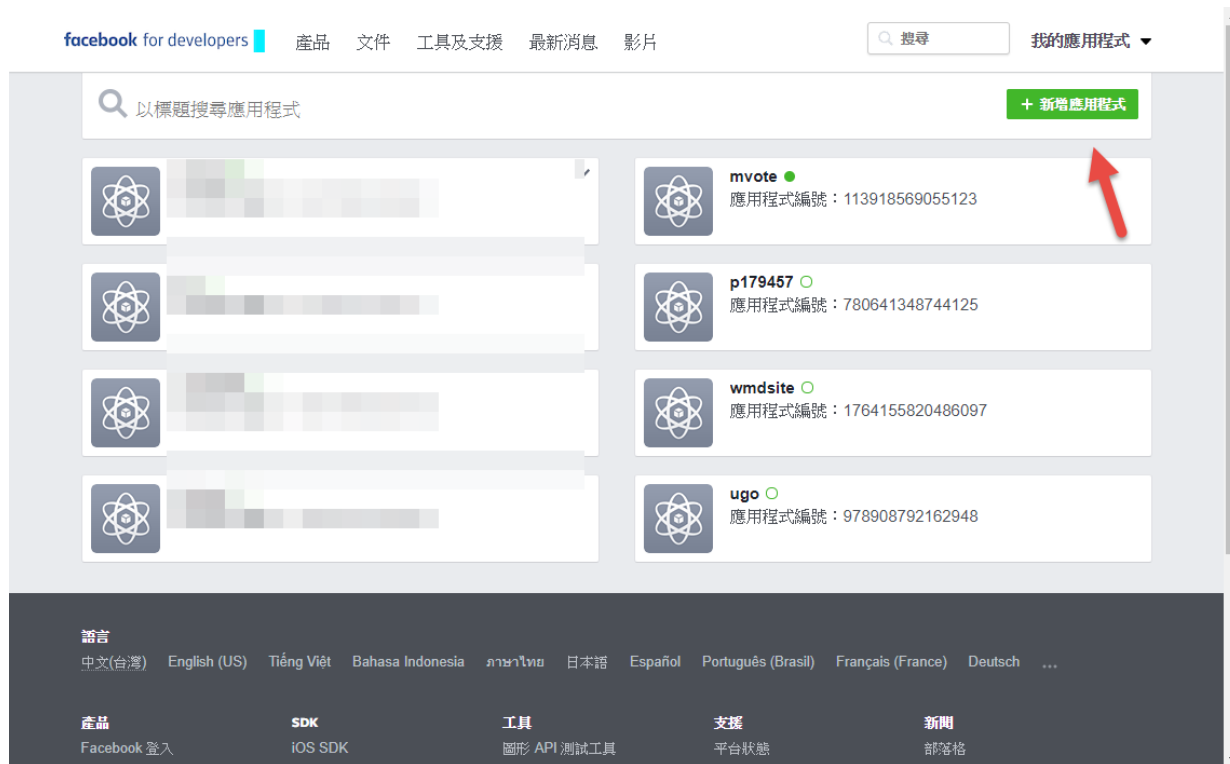 facebook for developers 產品 文件 工具及支援 最新消息 影片 搜尋 我的應用程式
以標題搜尋應用程式 + 新增應用程式
mvote
應用程式編號：113918569055123
p179457
應用程式編號：780641348744125
wmdsite
應用程式編號：1764155820486097
ugo
應用程式編號：978908792162948
語言
中文(台灣) English (US) Tiếng Việt Bahasa Indonesia ภาษาไทย 日本語 Español Português (Brasil) Français (France) Deutsch ...
產品 SDK 工具 支援 新聞
Facebook 登入 iOS SDK 圖形 API 測試工具 平台狀態 部落格